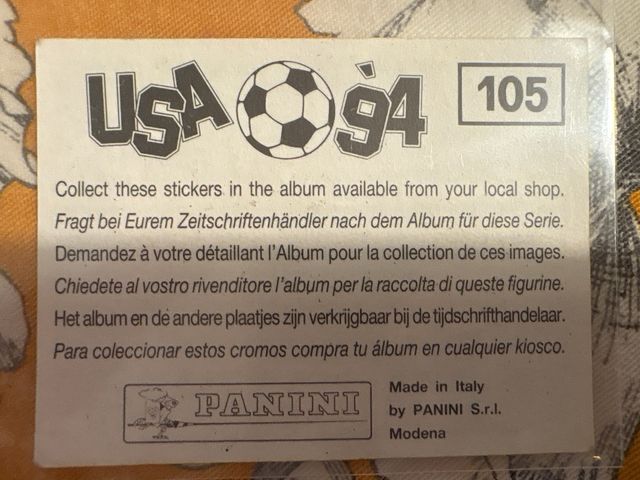 USA '94
105
Collect these stickers in the album available from your local shop.
Fragt bei Eurem Zeitschriftenhändler nach dem Album für diese Serie.
Demandez à votre détaillant l'Album pour la collection de ces images.
Chiedete al vostro rivenditore l'album per la raccolta di queste figurine.
Het album en de andere plaatjes zijn verkrijgbaar bij de tijdschrifthandelaar.
Para coleccionar estos cromos compra tu álbum en cualquier kiosco.
PANINI
Made in Italy
by PANINI S.r.l.
Modena